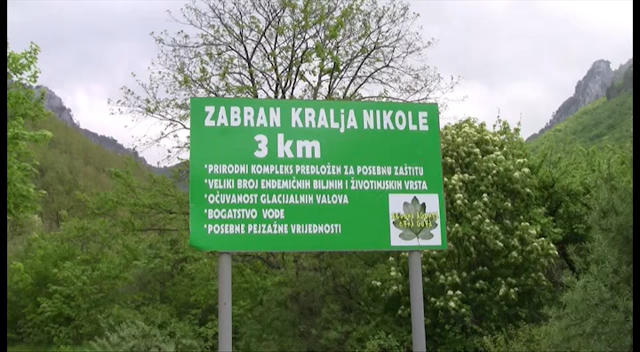 ZABRAN KRALjA NIKOLE
3 km
*PRIRODNI KOMPLEKS PREDLOŽEN ZA POSEBNU ZAŠTITU
*VELIKI BROJ ENDEMIČNIH BILJNIH I ŽIVOTINJSKIH VRSTA
*OČUVANOST GLACIJALNIH VALOVA
*BOGATSTVO VODE
*POSEBNE PEJZAŽNE VRIJEDNOSTI